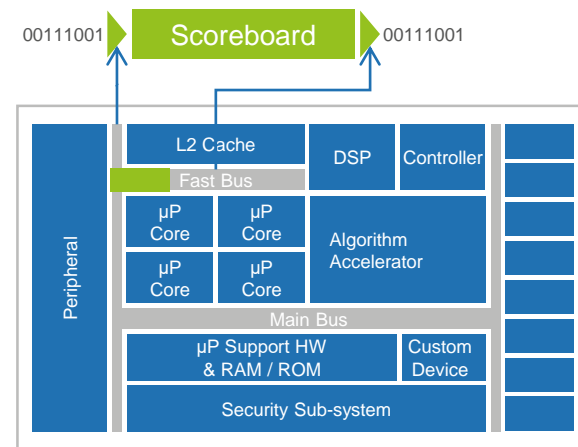 00111001
Scoreboard
00111001
L2 Cache
DSP
Controller
Fast Bus
µP
Core
µP
Core
µP
Core
µP
Core
Algorithm
Accelerator
Peripheral
Main Bus
µP Support HW
& RAM / ROM
Custom
Device
Security Sub-system